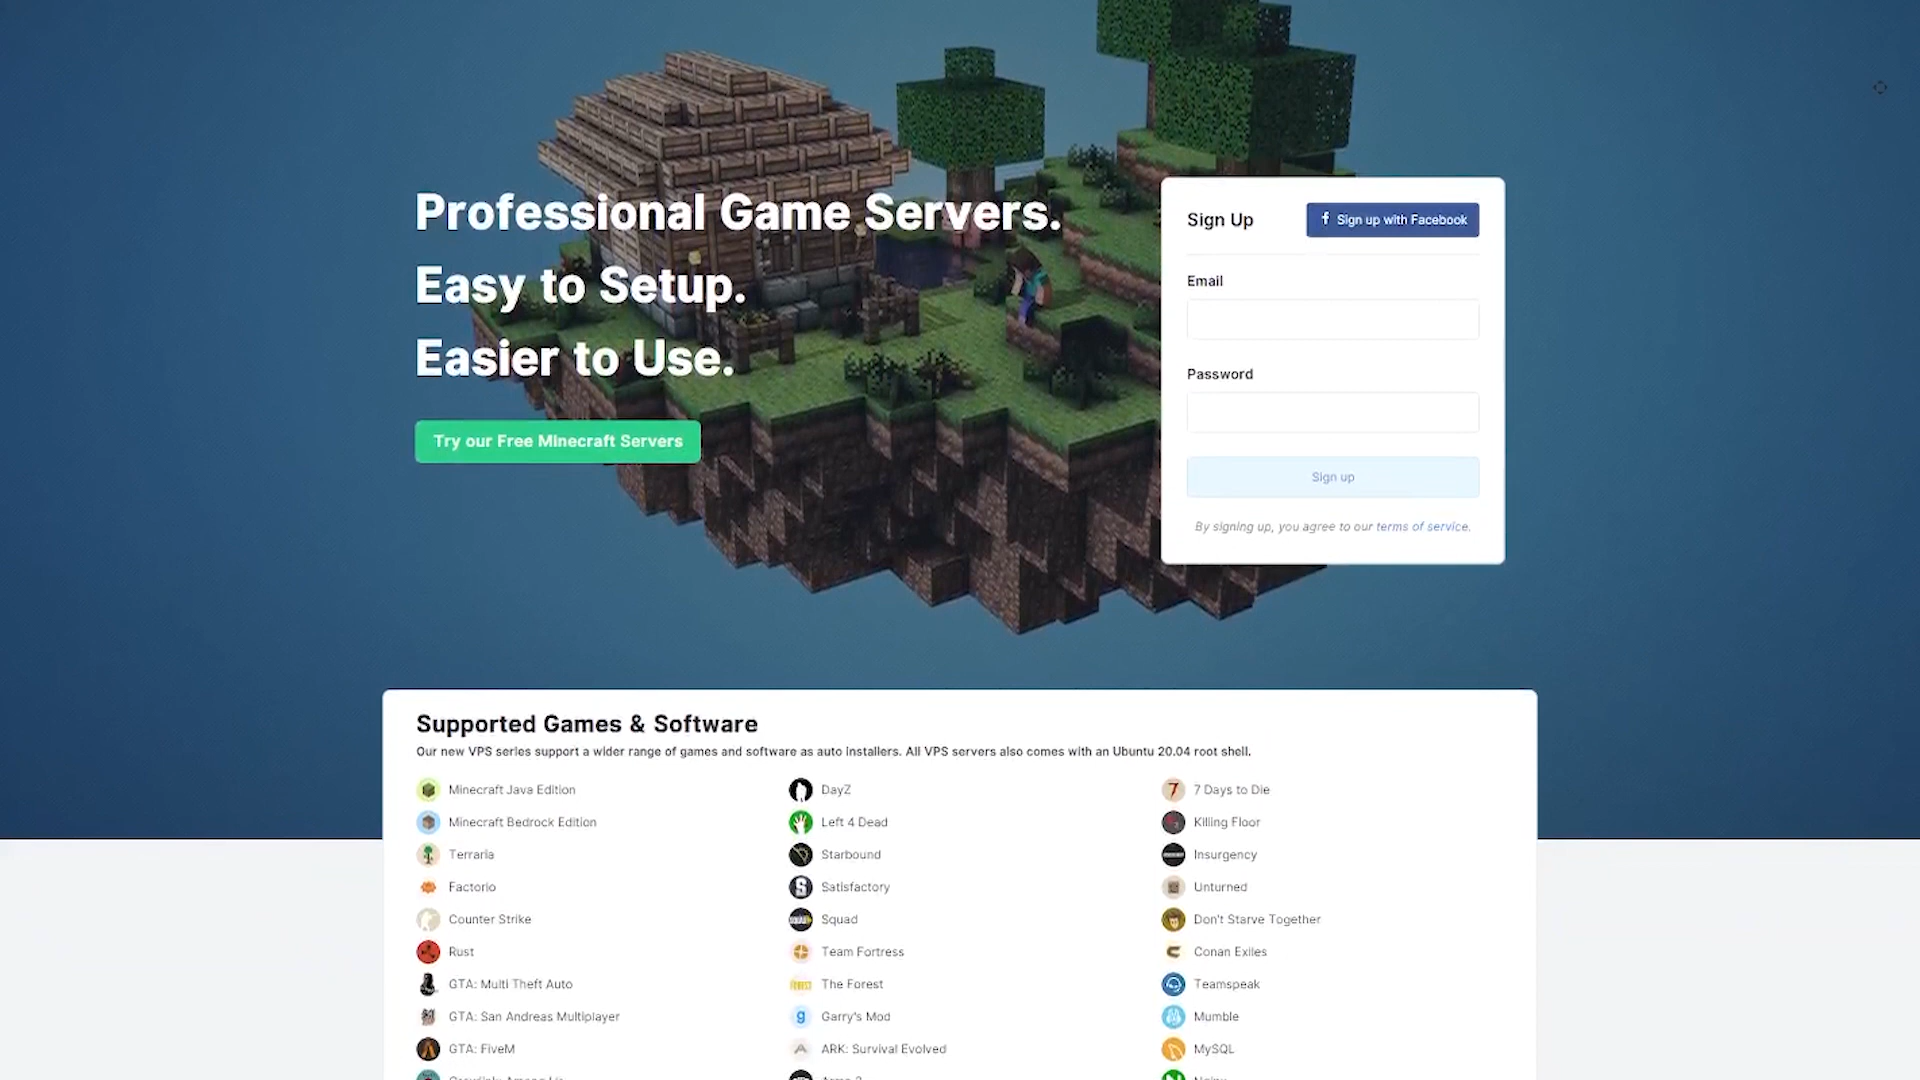 Professional Game Servers.
Easy to Setup.
Easier to Use.
Try our Free Minecraft Servers
Sign Up
Sign up with Facebook
Email
Password
Sign up
By signing up, you agree to our terms of service.
Supported Games & Software
Our new VPS series support a wider range of games and software as auto installers. All VPS servers also comes with an Ubuntu 20.04 root shell.
Minecraft Java Edition
Minecraft Bedrock Edition
Terraria
Factorio
Counter Strike
Rust
GTA: Multi Theft Auto
GTA: San Andreas Multiplayer
GTA: FiveM
DayZ
Left 4 Dead
Starbound
Satisfactory
Squad
Team Fortress
The Forest
Garry's Mod
ARK: Survival Evolved
7 Days to Die
Killing Floor
Insurgency
Unturned
Don't Starve Together
Conan Exiles
Teamspeak
Mumble
MySQL